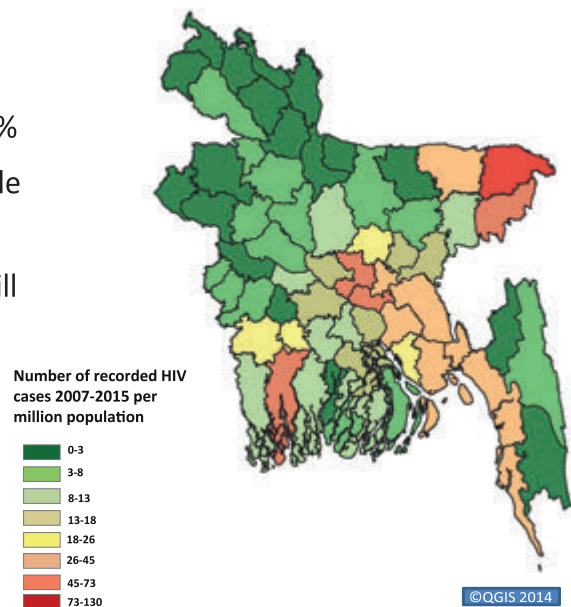 %
le
ill
Number of recorded HIV
cases 2007-2015 per
million population
0-3
3-8
8-13
13-18
18-26
26-45
45-73
73-130
©QGIS 2014